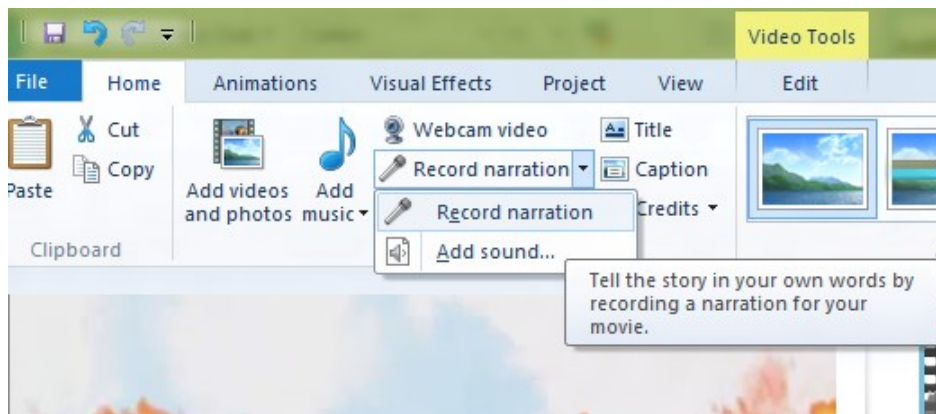 Video Tools
File Home Animations Visual Effects Project View Edit
Cut
Copy
Paste
Clipboard
Add videos and photos
Add music
Webcam video
Record narration
Record narration
Add sound...
Title
Caption
Credits
Tell the story in your own words by
recording a narration for your
movie.